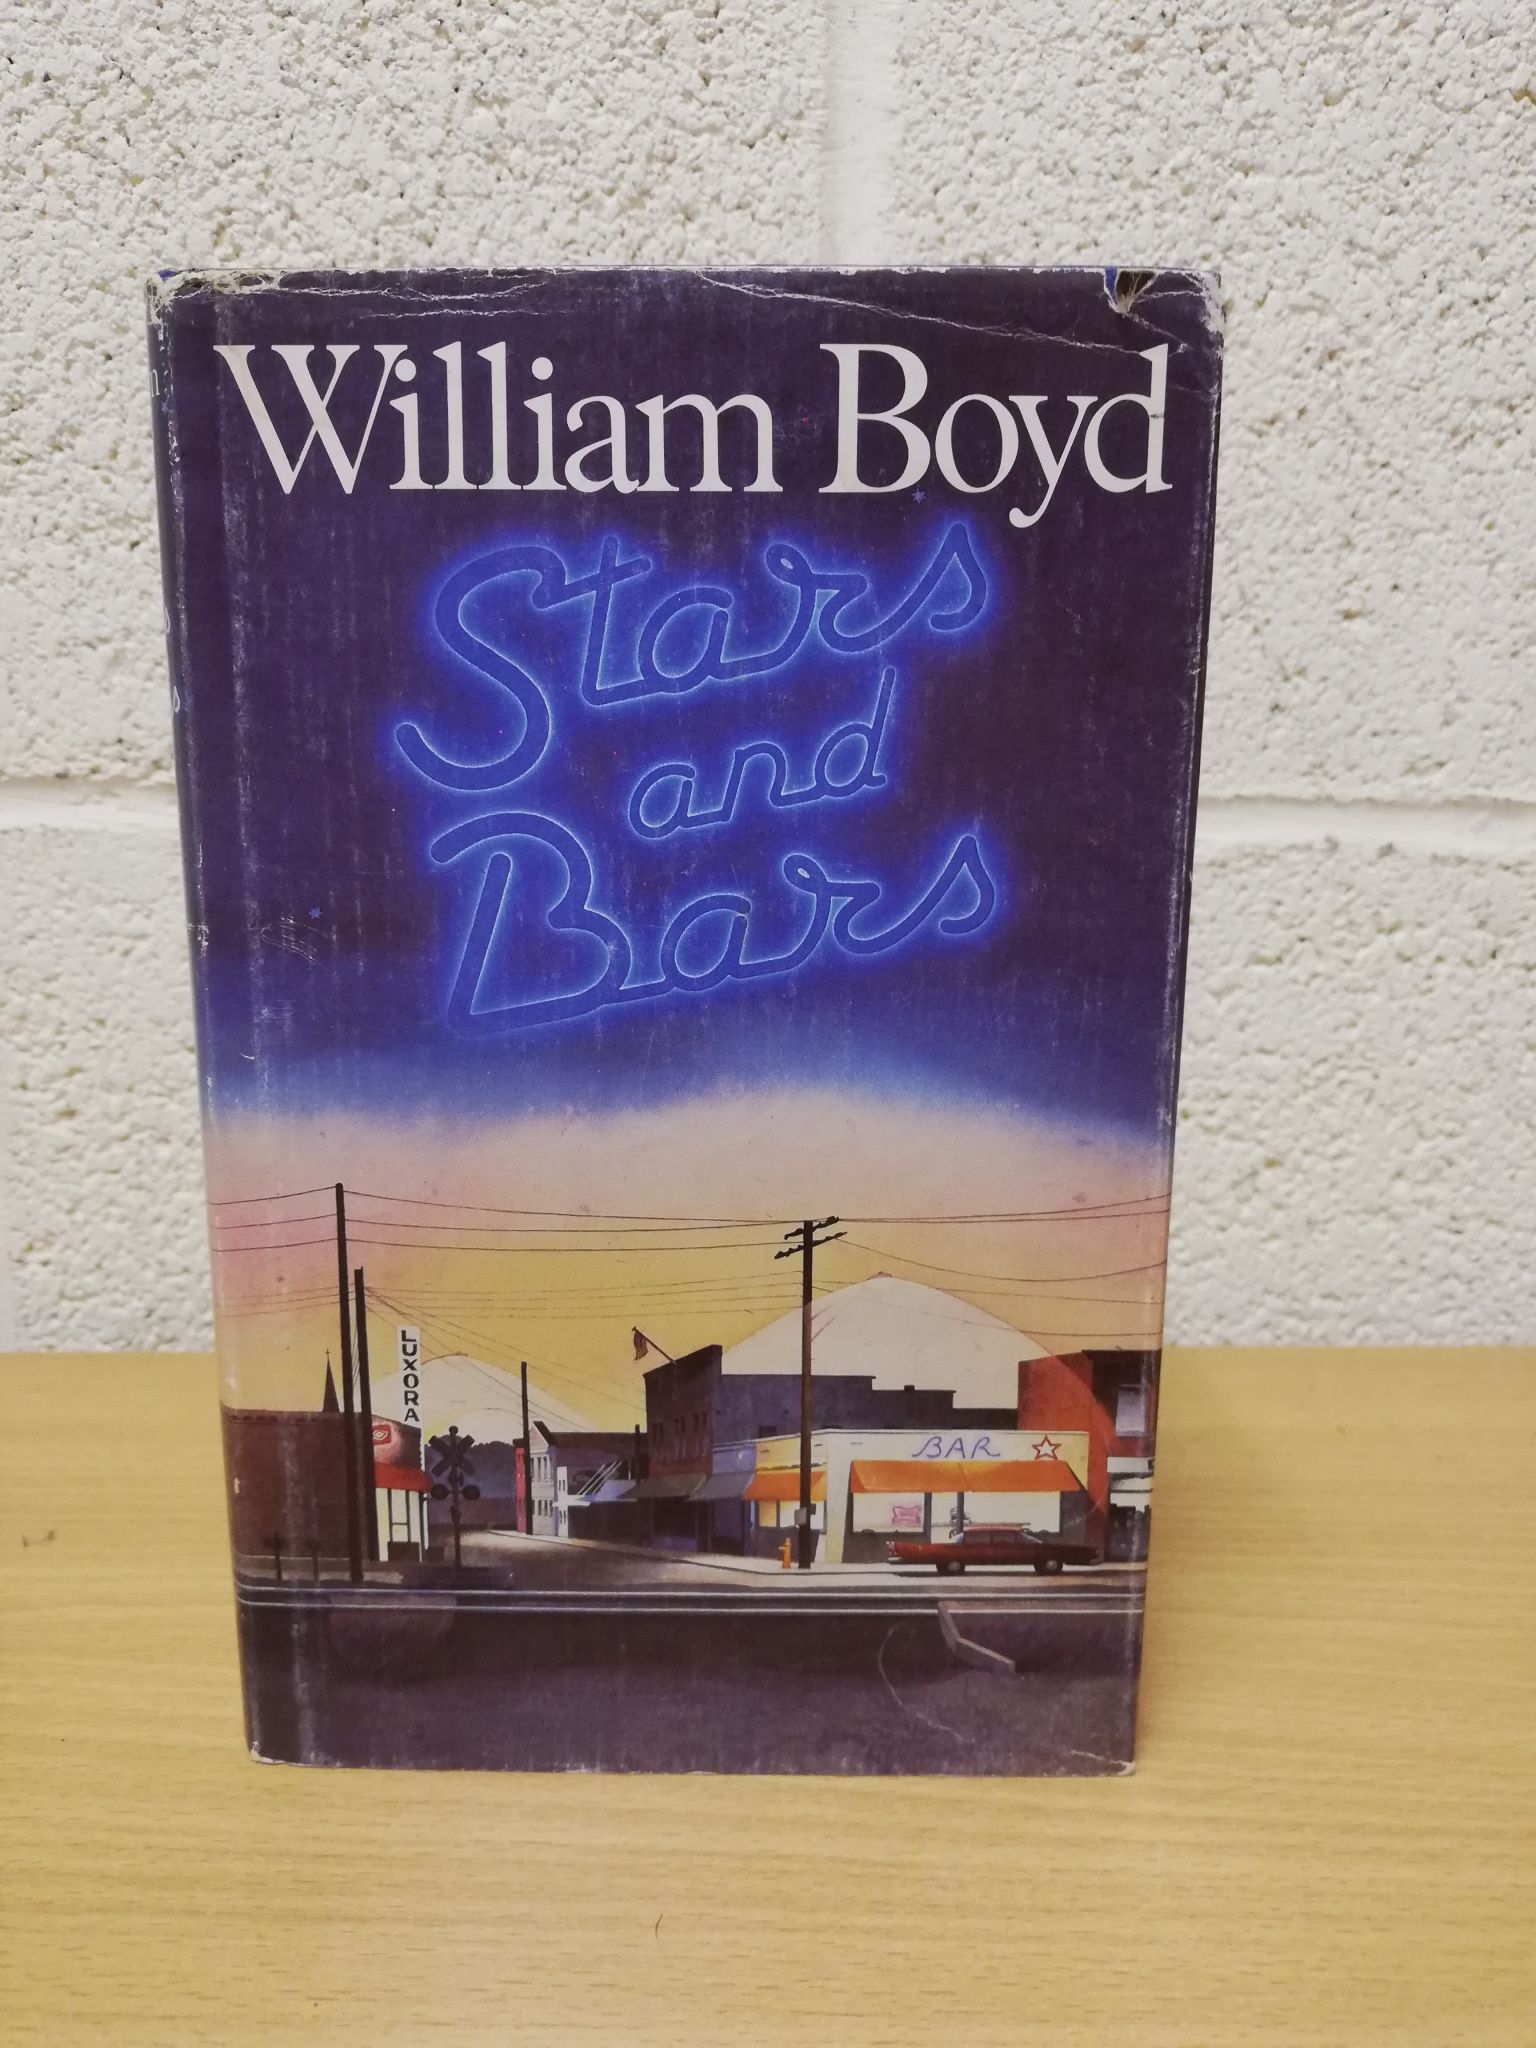 William Boyd
Stars
and
Bars
LUXORA
BAR